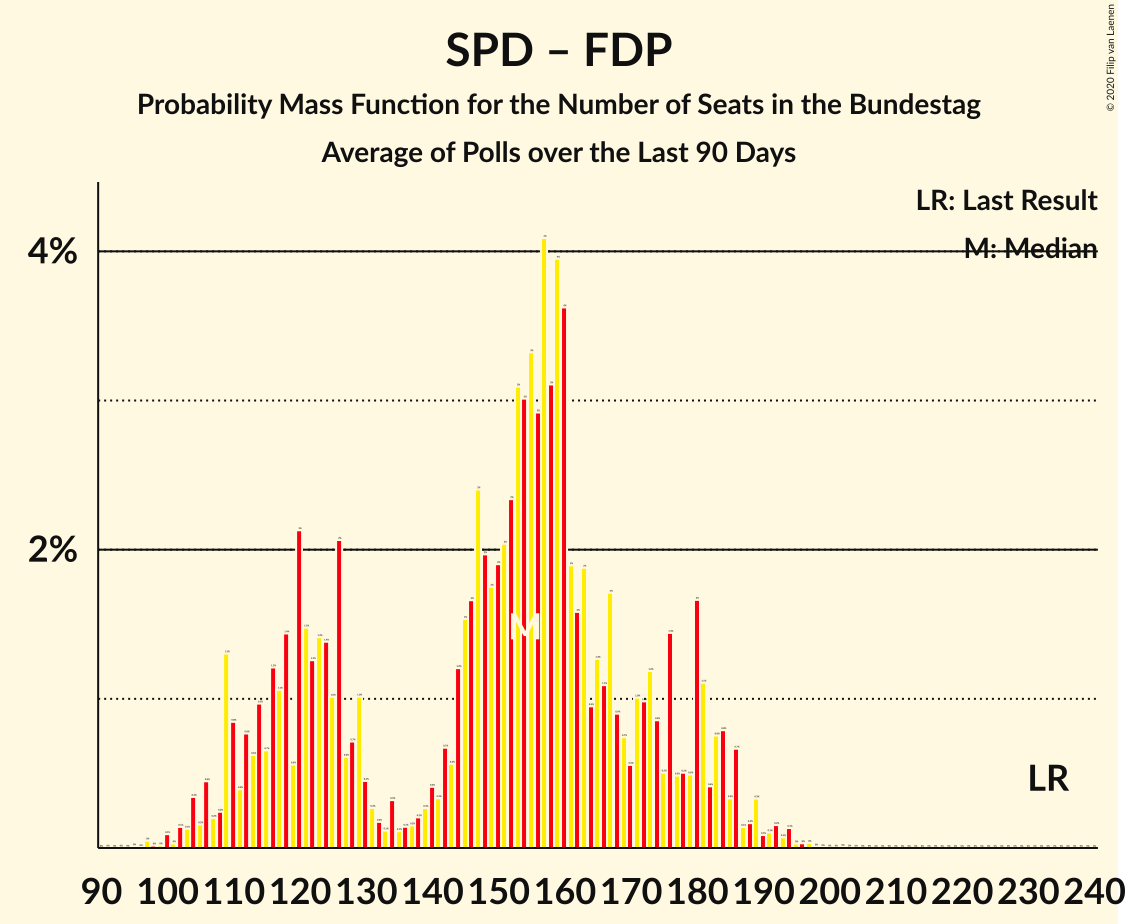 SPD – FDP
Probability Mass Function for the Number of Seats in the Bundestag
Average of Polls over the Last 90 Days
© 2020 Filip van Laenen
LR: Last Result
M: Median
4%
2%
M
LR
90 100 110 120 130 140 150 160 170 180 190 200 210 220 230 240